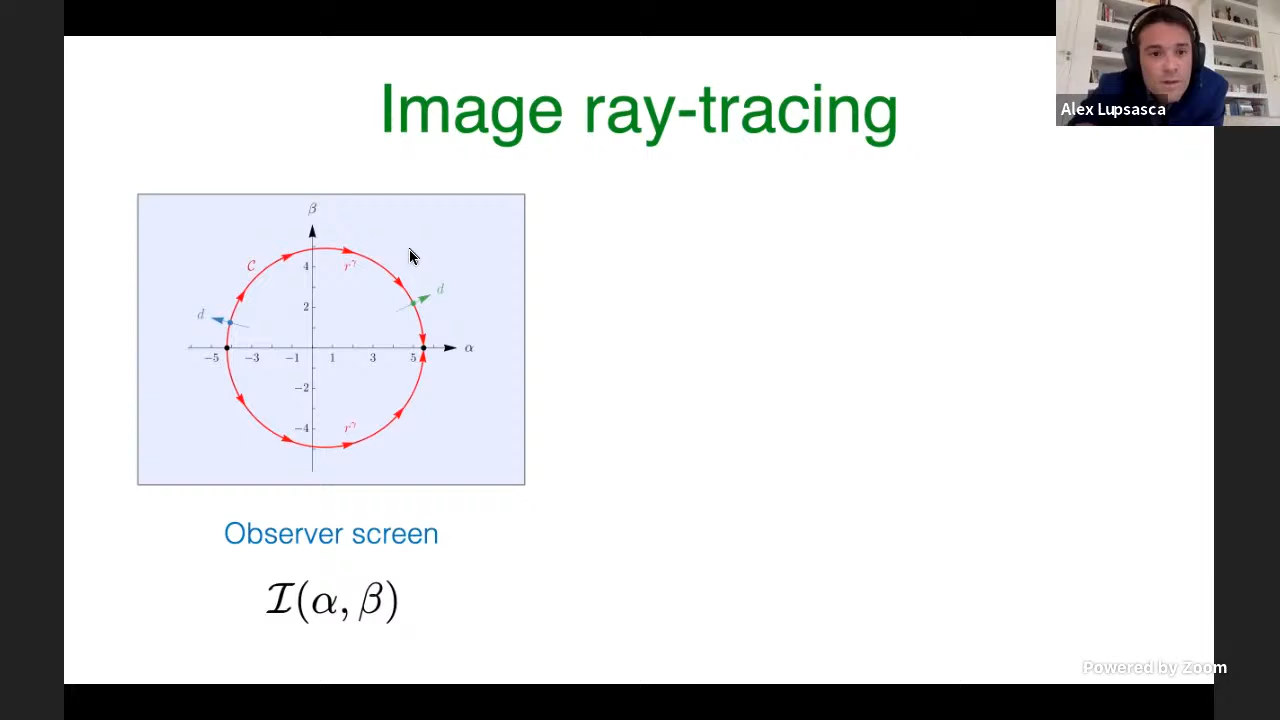 Alex Lupsasca
Image ray-tracing
β
C
4
r^γ
d
d
2
−5 −3 −1 1 3 5 α
−2
−4
r^γ
Observer screen
I(α, β)
Powered by Zoom